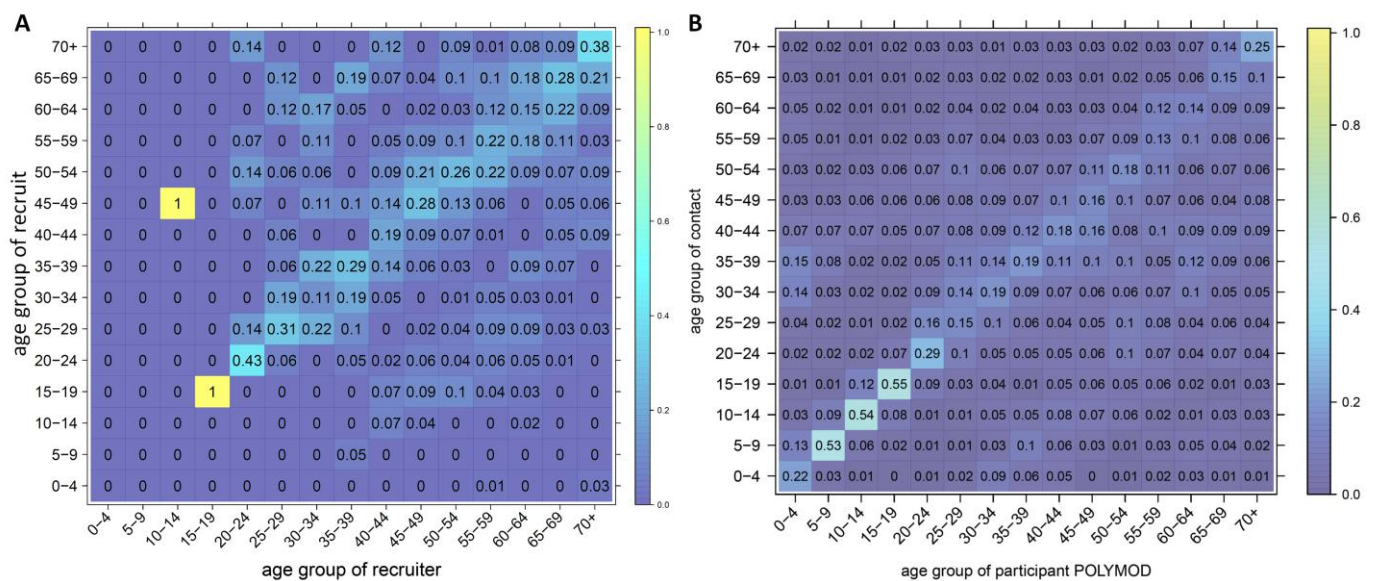 A
age group of recruit
70+ 0 0 0 0 0.14 0 0 0 0.12 0 0.09 0.01 0.08 0.09 0.38
65−69 0 0 0 0 0 0.12 0 0.19 0.07 0.04 0.1 0.1 0.18 0.28 0.21
60−64 0 0 0 0 0 0.12 0.17 0.05 0 0.02 0.03 0.12 0.15 0.22 0.09
55−59 0 0 0 0 0.07 0 0.11 0 0.05 0.09 0.1 0.22 0.18 0.11 0.03
50−54 0 0 0 0 0.14 0.06 0.06 0 0.09 0.21 0.26 0.22 0.09 0.07 0.09
45−49 0 0 1 0 0.07 0 0.11 0.1 0.14 0.28 0.13 0.06 0 0.05 0.06
40−44 0 0 0 0 0 0.06 0 0 0.19 0.09 0.07 0.01 0 0.05 0.09
35−39 0 0 0 0 0 0.06 0.22 0.29 0.14 0.06 0.03 0 0.09 0.07 0
30−34 0 0 0 0 0 0.19 0.11 0.19 0.05 0 0.01 0.05 0.03 0.01 0
25−29 0 0 0 0 0.14 0.31 0.22 0.1 0 0.02 0.04 0.09 0.09 0.03 0.03
20−24 0 0 0 0 0.43 0.06 0 0.05 0.02 0.06 0.04 0.06 0.05 0.01 0
15−19 0 0 0 1 0 0 0 0 0.07 0.09 0.1 0.04 0.03 0 0
10−14 0 0 0 0 0 0 0 0 0.07 0.04 0 0 0.02 0 0
5−9 0 0 0 0 0 0 0 0.05 0 0 0 0 0 0 0
0−4 0 0 0 0 0 0 0 0 0 0 0 0.01 0 0 0.03
0−4 5−9 10−14 15−19 20−24 25−29 30−34 35−39 40−44 45−49 50−54 55−59 60−64 65−69 70+
age group of recruiter
1.0
0.8
0.6
0.4
0.2
0.0
B
age group of contact
70+ 0.02 0.02 0.01 0.02 0.03 0.03 0.01 0.03 0.03 0.03 0.02 0.03 0.07 0.14 0.25
65−69 0.03 0.01 0.01 0.01 0.02 0.03 0.02 0.02 0.03 0.01 0.02 0.05 0.06 0.15 0.1
60−64 0.05 0.02 0.01 0.01 0.02 0.04 0.02 0.04 0.03 0.03 0.04 0.12 0.14 0.09 0.09
55−59 0.05 0.01 0.01 0.02 0.03 0.07 0.04 0.03 0.03 0.07 0.09 0.13 0.1 0.08 0.06
50−54 0.03 0.02 0.03 0.06 0.07 0.1 0.06 0.07 0.07 0.11 0.18 0.11 0.06 0.07 0.06
45−49 0.03 0.03 0.06 0.06 0.06 0.08 0.09 0.07 0.1 0.16 0.1 0.07 0.06 0.04 0.08
40−44 0.07 0.07 0.07 0.05 0.07 0.08 0.09 0.12 0.18 0.16 0.08 0.1 0.09 0.09 0.09
35−39 0.15 0.08 0.02 0.02 0.05 0.11 0.14 0.19 0.11 0.1 0.1 0.05 0.12 0.06 0.09
30−34 0.14 0.03 0.02 0.02 0.09 0.14 0.19 0.09 0.07 0.06 0.06 0.07 0.1 0.05 0.05
25−29 0.04 0.02 0.01 0.02 0.16 0.15 0.1 0.06 0.04 0.05 0.1 0.08 0.04 0.06 0.04
20−24 0.02 0.02 0.02 0.07 0.29 0.1 0.05 0.05 0.05 0.06 0.1 0.07 0.04 0.07 0.04
15−19 0.01 0.01 0.12 0.55 0.09 0.03 0.04 0.01 0.05 0.06 0.05 0.06 0.02 0.01 0.03
10−14 0.03 0.09 0.54 0.08 0.01 0.01 0.05 0.05 0.08 0.07 0.06 0.02 0.01 0.03 0.03
5−9 0.13 0.53 0.06 0.02 0.01 0.01 0.03 0.1 0.06 0.03 0.01 0.03 0.05 0.04 0.02
0−4 0.22 0.03 0.01 0 0.01 0.02 0.09 0.06 0.05 0 0.01 0.02 0.03 0.01 0.01
0−4 5−9 10−14 15−19 20−24 25−29 30−34 35−39 40−44 45−49 50−54 55−59 60−64 65−69 70+
age group of participant POLYMOD
1.0
0.8
0.6
0.4
0.2
0.0